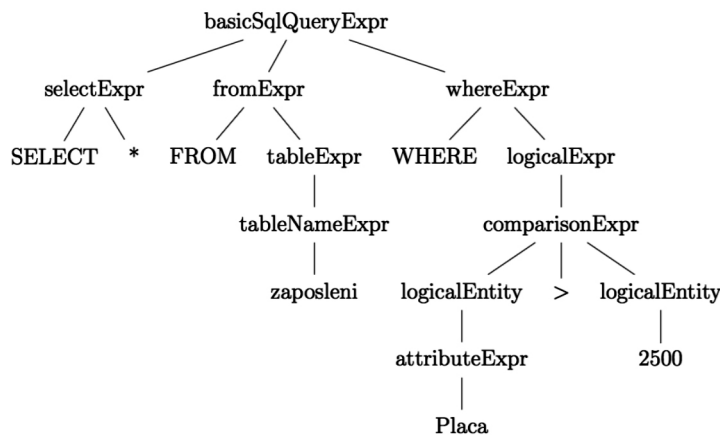 basicSqlQueryExpr
selectExpr fromExpr whereExpr
SELECT * FROM tableExpr WHERE logicalExpr
tableNameExpr comparisonExpr
zaposleni logicalEntity > logicalEntity
attributeExpr 2500
Placa